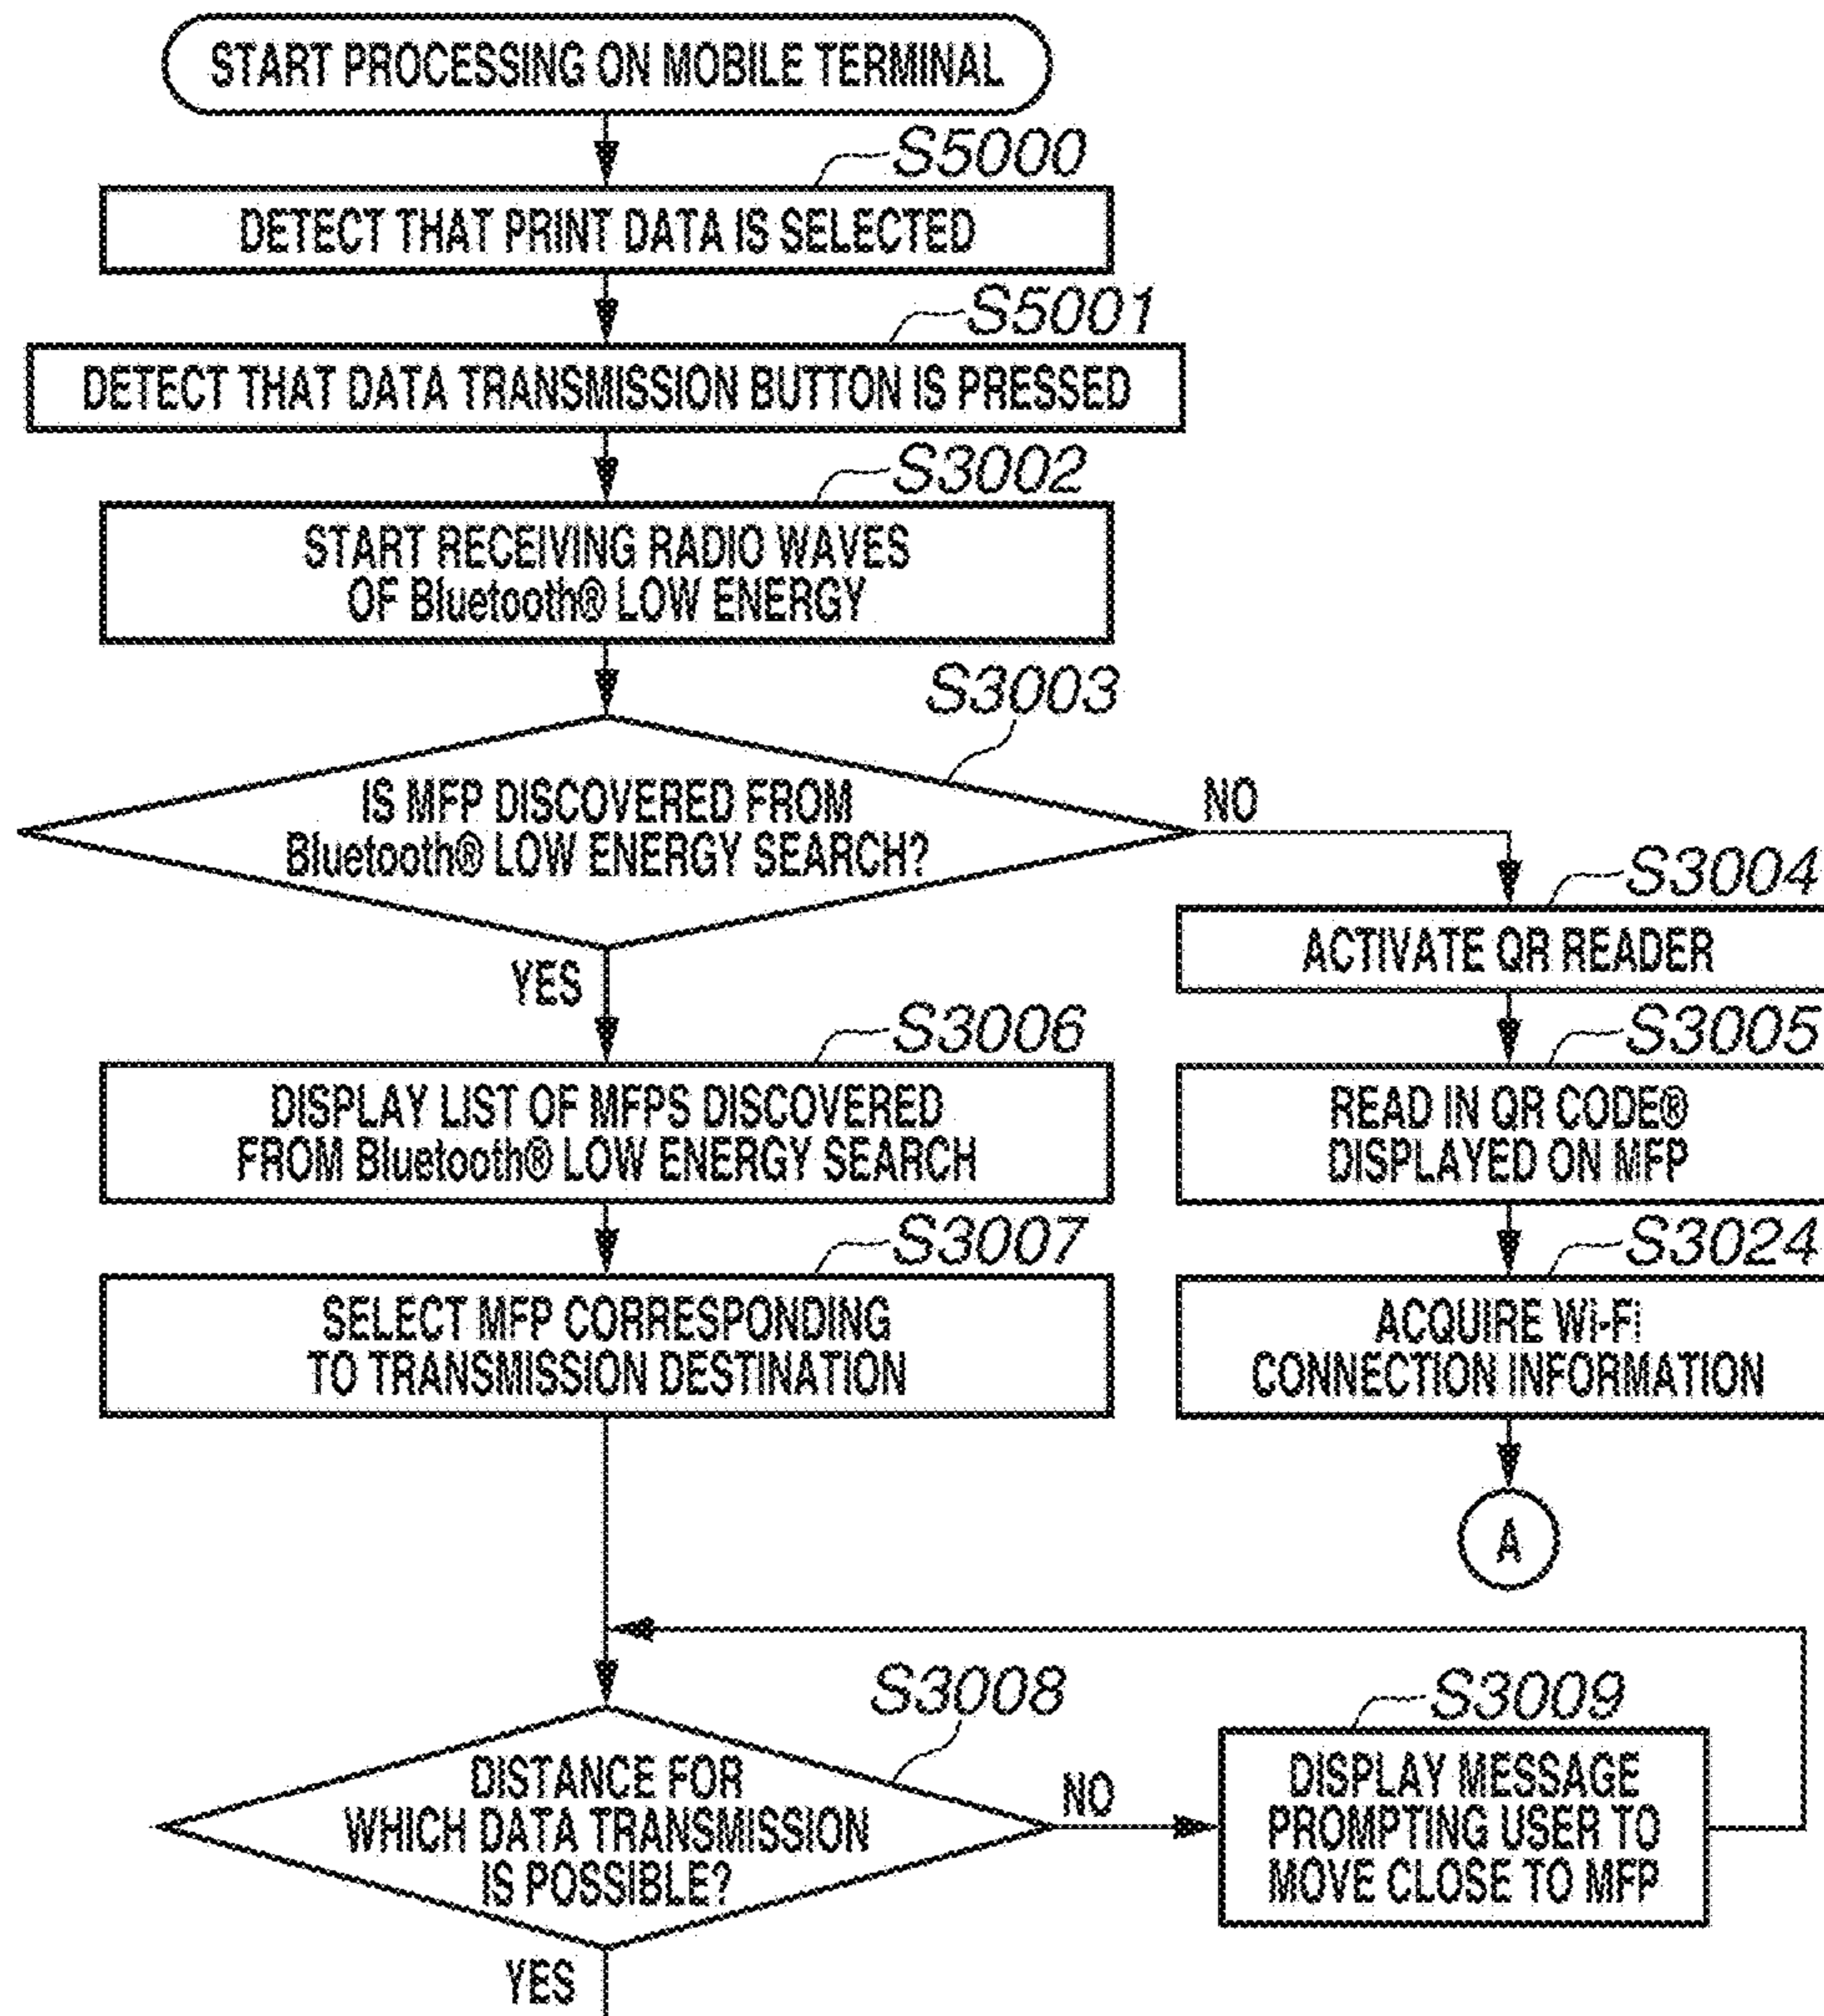 START PROCESSING ON MOBILE TERMINAL
S5000
DETECT THAT PRINT DATA IS SELECTED
S5001
DETECT THAT DATA TRANSMISSION BUTTON IS PRESSED
S3002
START RECEIVING RADIO WAVES
OF Bluetooth® LOW ENERGY
S3003
IS MFP DISCOVERED FROM
Bluetooth® LOW ENERGY SEARCH?
NO
YES
S3004
ACTIVATE QR READER
S3005
READ IN QR CODE®
DISPLAYED ON MFP
S3024
ACQUIRE Wi-Fi
CONNECTION INFORMATION
A
S3006
DISPLAY LIST OF MFPS DISCOVERED
FROM Bluetooth® LOW ENERGY SEARCH
S3007
SELECT MFP CORRESPONDING
TO TRANSMISSION DESTINATION
S3008
DISTANCE FOR
WHICH DATA TRANSMISSION
IS POSSIBLE?
NO
S3009
DISPLAY MESSAGE
PROMPTING USER TO
MOVE CLOSE TO MFP
YES